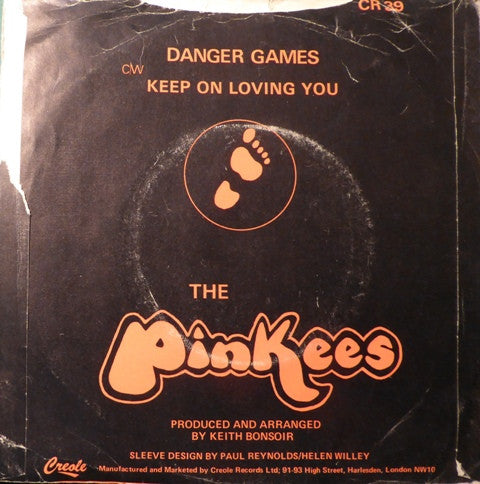 CR 39
DANGER GAMES
C/W
KEEP ON LOVING YOU
THE
Pinkees
PRODUCED AND ARRANGED
BY KEITH BONSOIR
SLEEVE DESIGN BY PAUL REYNOLDS/HELEN WILLEY
Creole
Manufactured and Marketed by Creole Records Ltd; 91-93 High Street, Harlesden, London NW10